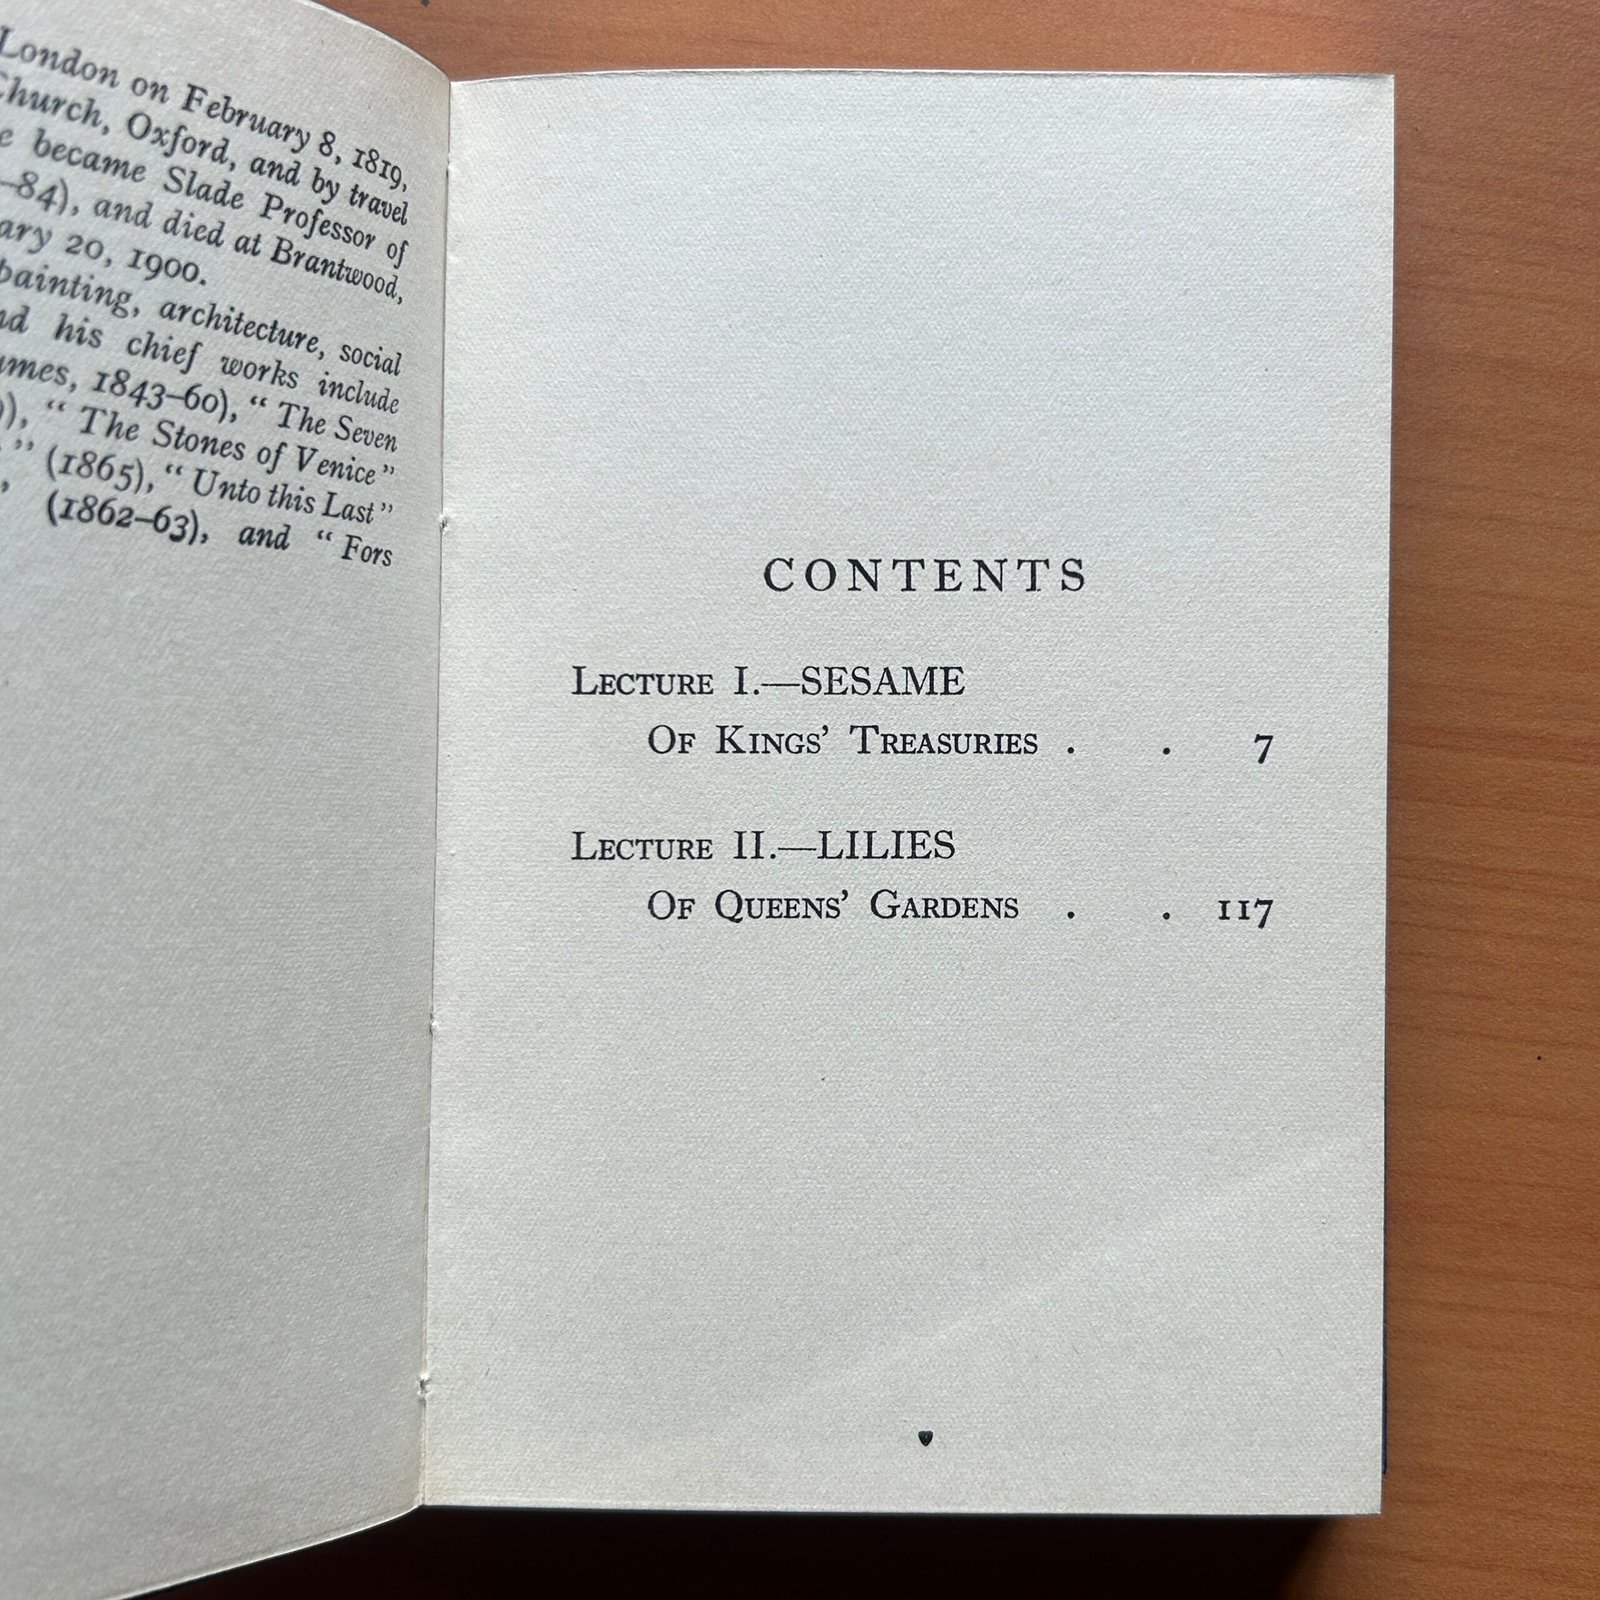 London on February 8, 1819,
Church, Oxford, and by travel
became Slade Professor of
–84), and died at Brantwood,
20, 1900.
painting, architecture, social
his chief works include
1843–60), “ The Seven
“ The Stones of Venice ”
” (1865), “ Unto this Last ”
(1862–63), and “ Fors
CONTENTS
Lecture I.—SESAME
Of Kings’ Treasuries . . 7
Lecture II.—LILIES
Of Queens’ Gardens . . 117